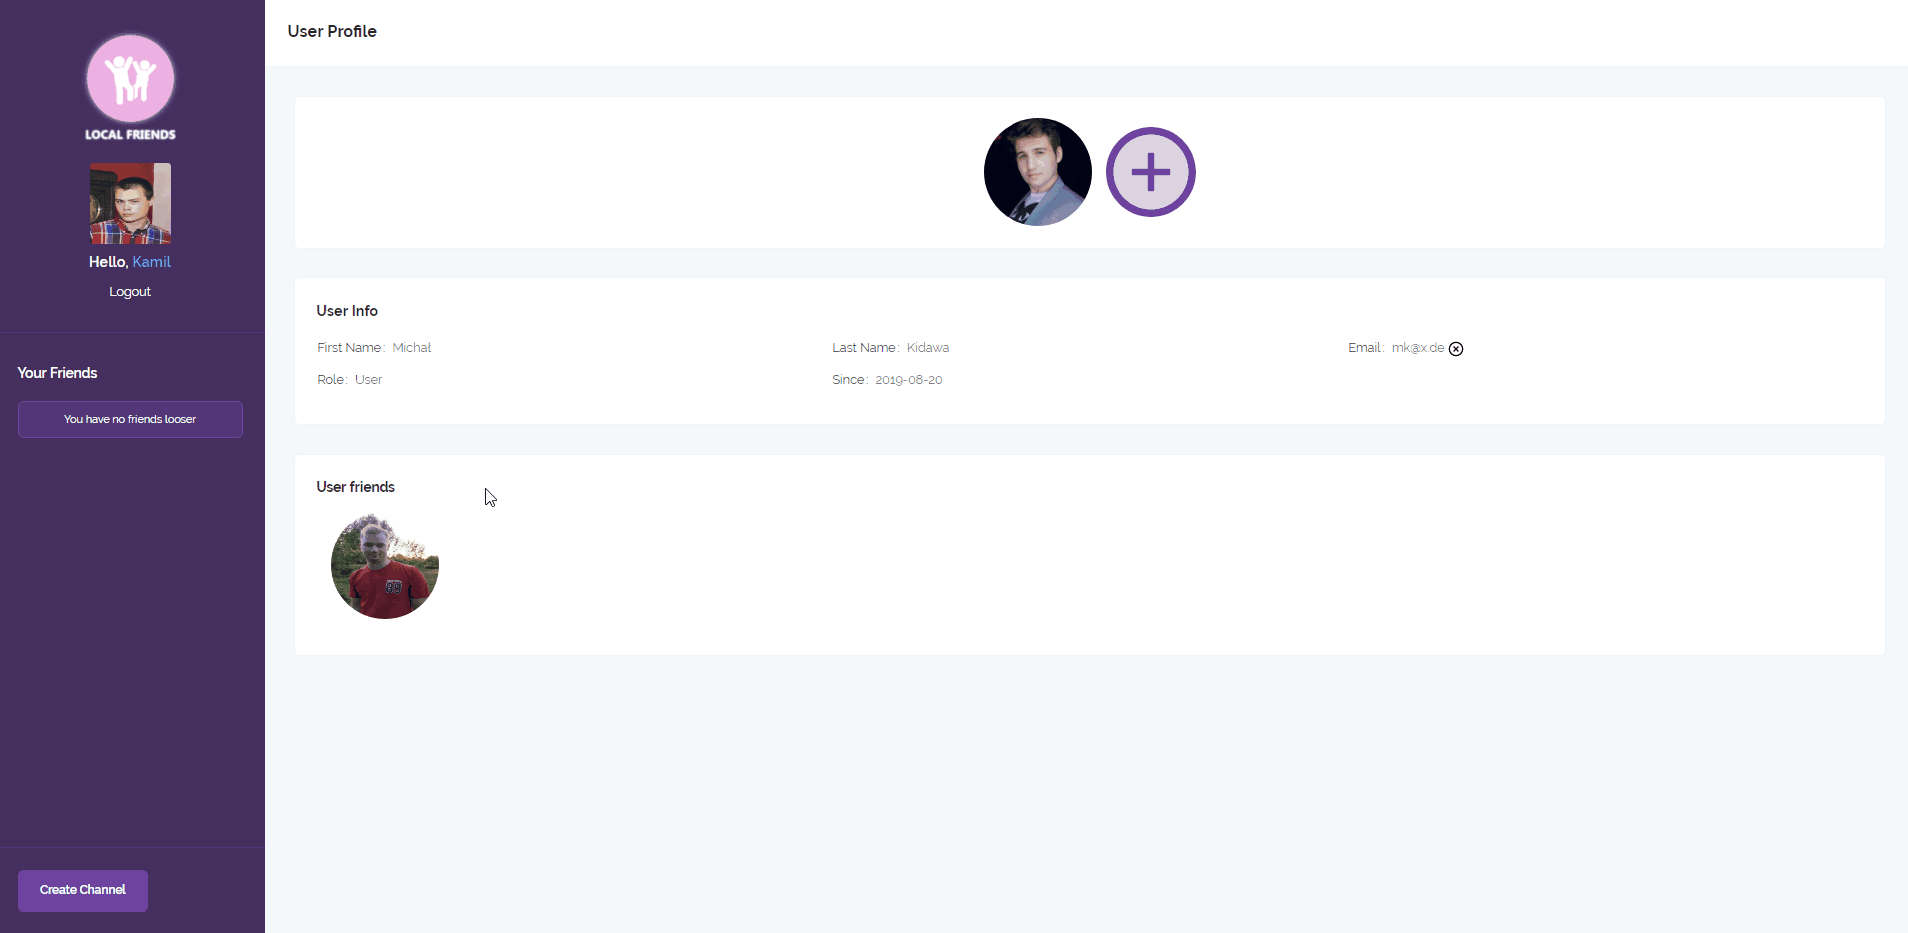 LOCAL FRIENDS
Hello, Kamil
Logout
Your Friends
You have no friends looser
Create Channel
User Profile
User Info
First Name: Michał
Last Name: Kidawa
Email: mk@x.de
Role: User
Since: 2019-08-20
User friends